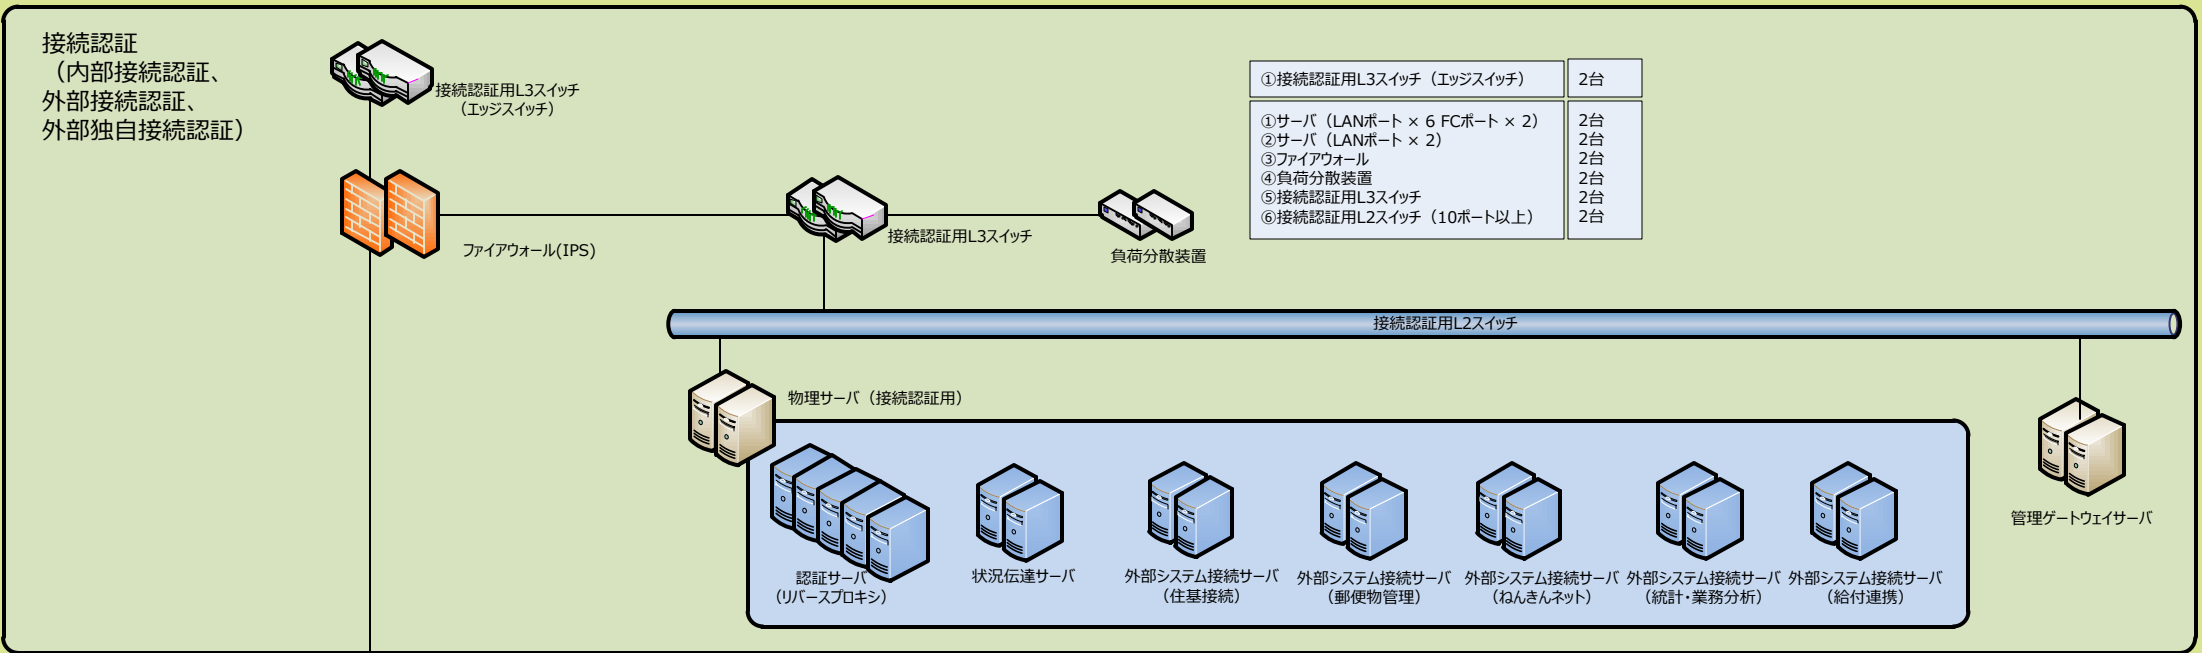 接続認証
（内部接続認証、
外部接続認証、
外部独自接続認証）
接続認証用L3スイッチ
（エッジスイッチ）
①接続認証用L3スイッチ（エッジスイッチ） 2台
①サーバ（LANポート × 6 FCポート × 2） 2台
②サーバ（LANポート × 2） 2台
③ファイアウォール 2台
④負荷分散装置 2台
⑤接続認証用L3スイッチ 2台
⑥接続認証用L2スイッチ（10ポート以上） 2台
ファイアウォール(IPS)
接続認証用L3スイッチ
負荷分散装置
接続認証用L2スイッチ
物理サーバ（接続認証用）
認証サーバ
（リバースプロキシ）
状況伝達サーバ
外部システム接続サーバ
（住基接続）
外部システム接続サーバ
（郵便物管理）
外部システム接続サーバ
（ねんきんネット）
外部システム接続サーバ
（統計・業務分析）
外部システム接続サーバ
（給付連携）
管理ゲートウェイサーバ